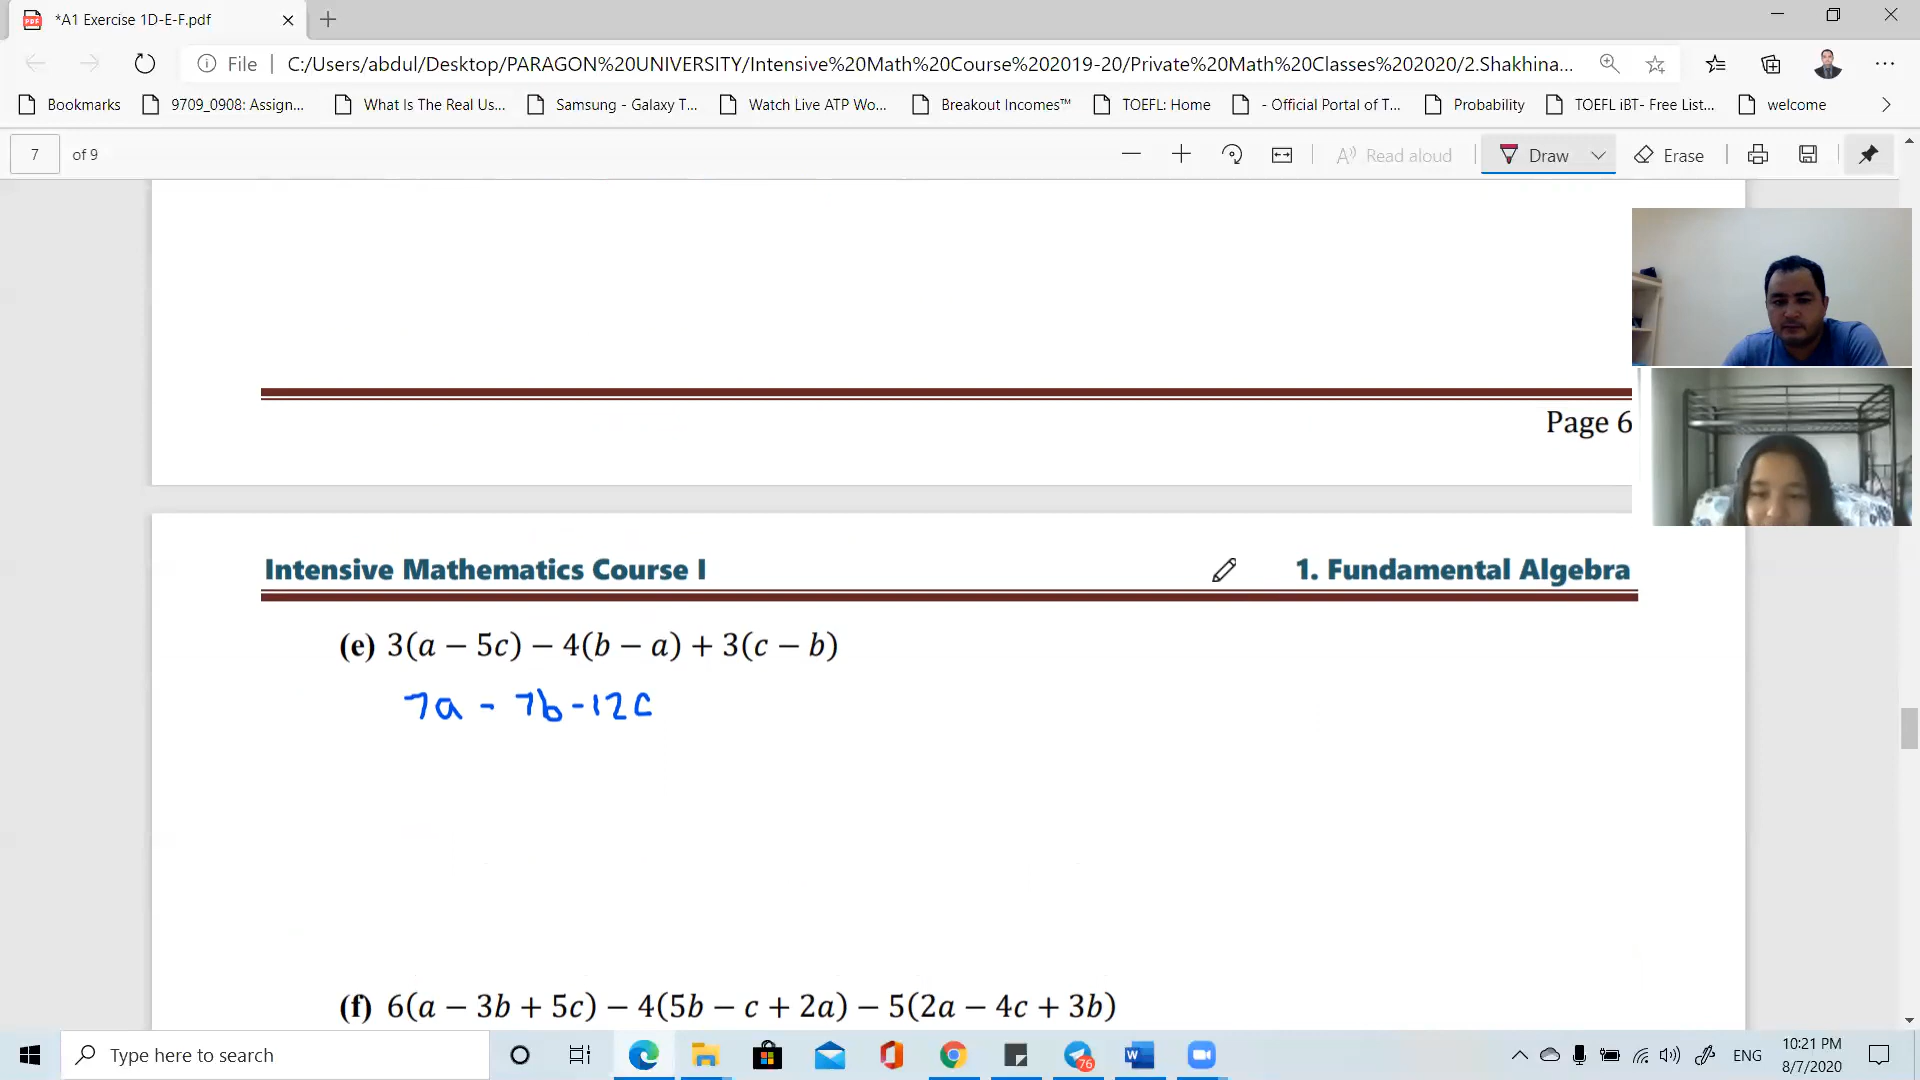 *A1 Exercise 1D-E-F.pdf
File C:/Users/abdul/Desktop/PARAGON%20UNIVERSITY/Intensive%20Math%20Course%202019-20/Private%20Math%20Classes%202020/2.Shakhina...
Bookmarks 9709_0908: Assign... What Is The Real Us... Samsung - Galaxy T... Watch Live ATP Wo... Breakout Incomes™ TOEFL: Home - Official Portal of T... Probability TOEFL iBT- Free List... welcome
7 of 9 Read aloud Draw Erase
Page 6
Intensive Mathematics Course I 1. Fundamental Algebra
(e) 3(a − 5c) − 4(b − a) + 3(c − b)
7a - 7b - 12c
(f) 6(a − 3b + 5c) − 4(5b − c + 2a) − 5(2a − 4c + 3b)
Type here to search 76 ENG 10:21 PM
8/7/2020